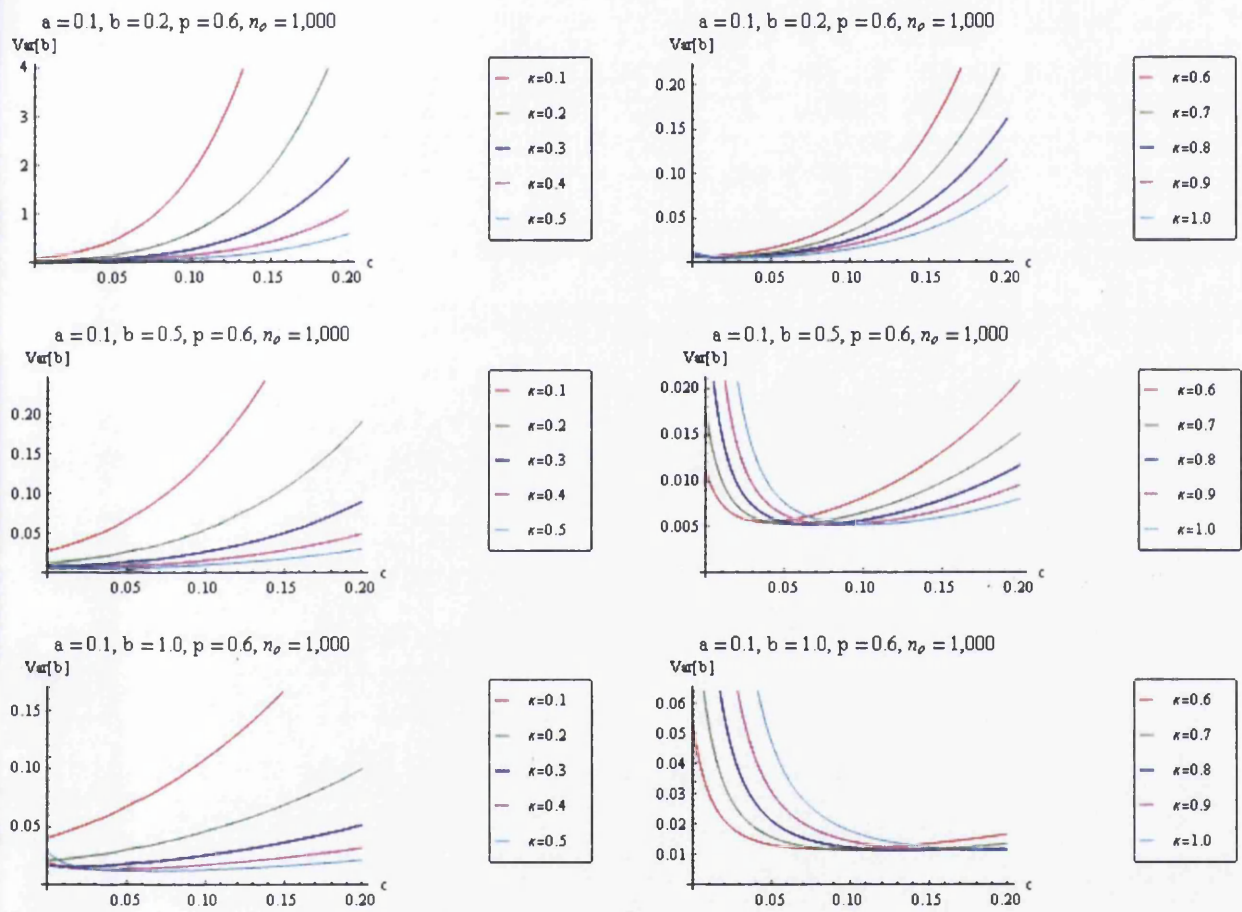 a = 0.1, b = 0.2, p = 0.6, nₒ = 1,000
Var[b]
4
3
2
1
0.05 0.10 0.15 0.20 c
κ=0.1
κ=0.2
κ=0.3
κ=0.4
κ=0.5
a = 0.1, b = 0.2, p = 0.6, nₒ = 1,000
Var[b]
0.20
0.15
0.10
0.05
0.05 0.10 0.15 0.20 c
κ=0.6
κ=0.7
κ=0.8
κ=0.9
κ=1.0
a = 0.1, b = 0.5, p = 0.6, nₒ = 1,000
Var[b]
0.20
0.15
0.10
0.05
0.05 0.10 0.15 0.20 c
κ=0.1
κ=0.2
κ=0.3
κ=0.4
κ=0.5
a = 0.1, b = 0.5, p = 0.6, nₒ = 1,000
Var[b]
0.020
0.015
0.010
0.005
0.05 0.10 0.15 0.20 c
κ=0.6
κ=0.7
κ=0.8
κ=0.9
κ=1.0
a = 0.1, b = 1.0, p = 0.6, nₒ = 1,000
Var[b]
0.15
0.10
0.05
0.05 0.10 0.15 0.20 c
κ=0.1
κ=0.2
κ=0.3
κ=0.4
κ=0.5
a = 0.1, b = 1.0, p = 0.6, nₒ = 1,000
Var[b]
0.06
0.05
0.04
0.03
0.02
0.01
0.05 0.10 0.15 0.20 c
κ=0.6
κ=0.7
κ=0.8
κ=0.9
κ=1.0